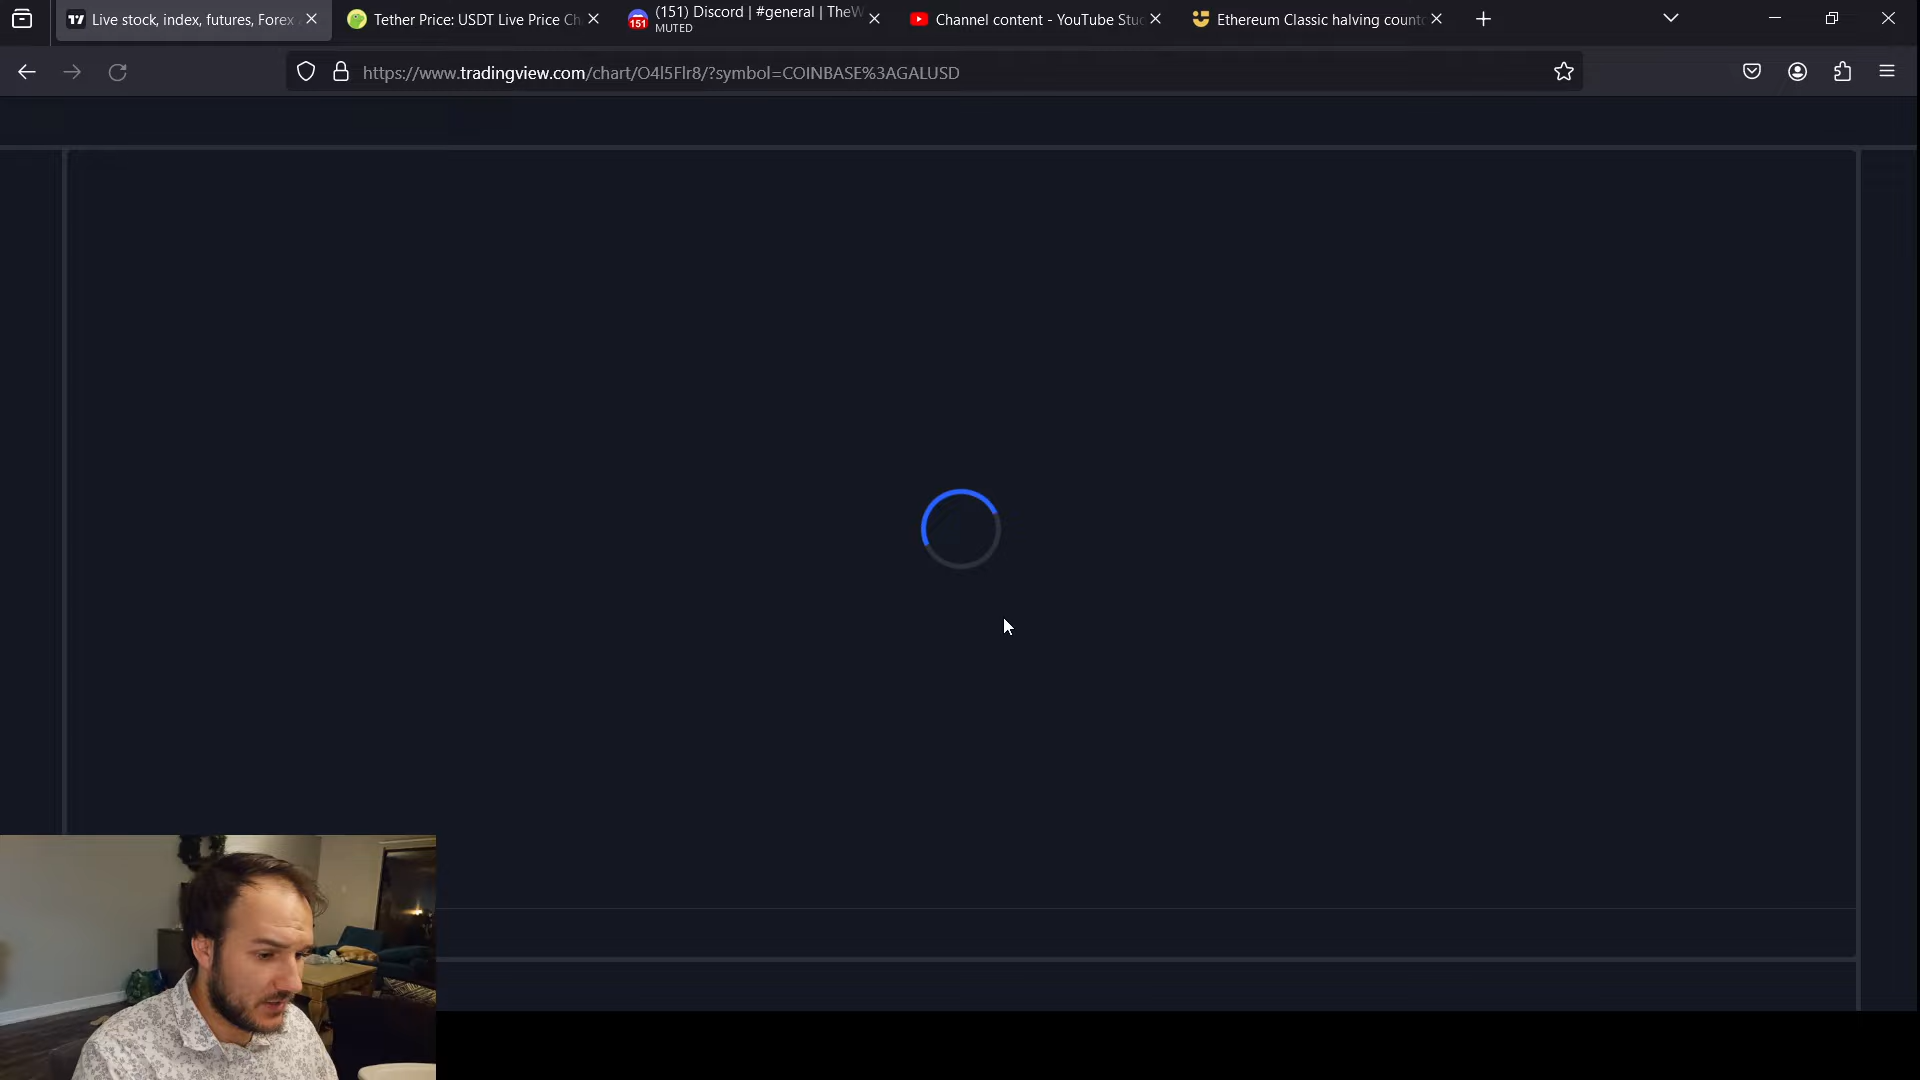 Live stock, index, futures, Forex
Tether Price: USDT Live Price Ch
(151) Discord | #general | TheW
MUTED
151
Channel content - YouTube Stu
Ethereum Classic halving count
https://www.tradingview.com/chart/O4l5Flr8/?symbol=COINBASE%3AGALUSD